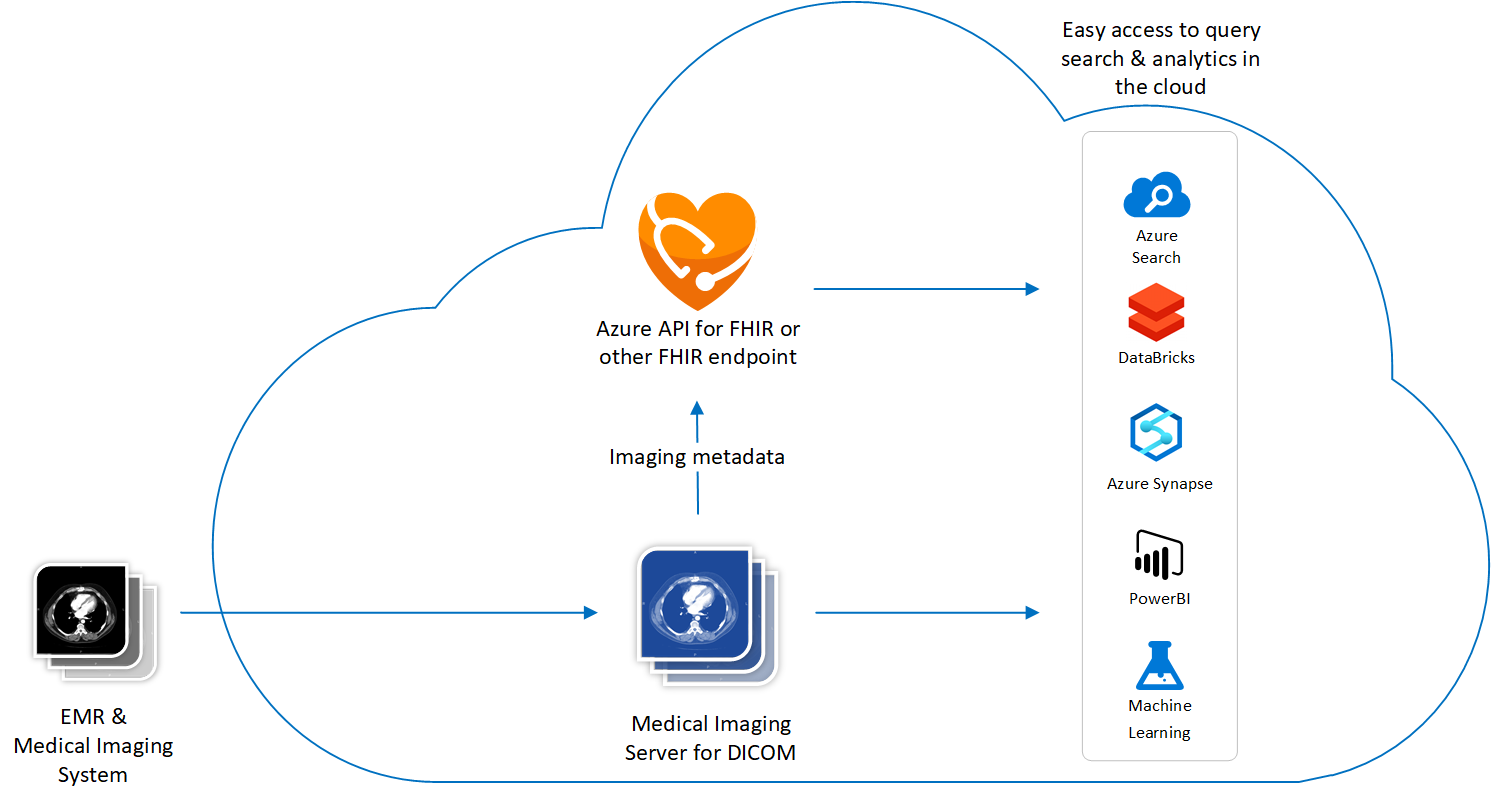 Easy access to query
search & analytics in
the cloud
Azure
Search
DataBricks
Azure Synapse
PowerBI
Machine
Learning
Azure API for FHIR or
other FHIR endpoint
Imaging metadata
Medical Imaging
Server for DICOM
EMR &
Medical Imaging
System